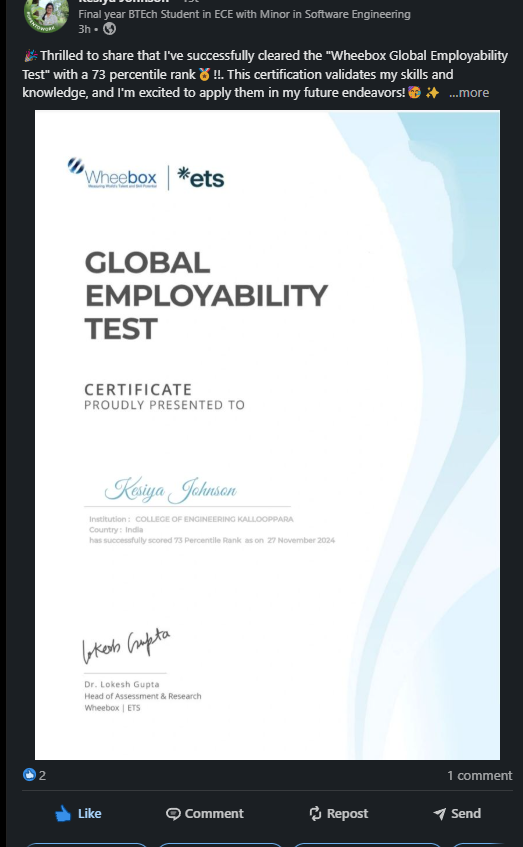 Kesiya Johnson
Final year BTEch Student in ECE with Minor in Software Engineering
3h •
🎉Thrilled to share that I've successfully cleared the "Wheebox Global Employability
Test" with a 73 percentile rank🏅!!. This certification validates my skills and
knowledge, and I'm excited to apply them in my future endeavors!🥳 ✨ ...more
Wheebox | *ets
Measuring World's Talent and Skill Potential
GLOBAL
EMPLOYABILITY
TEST
CERTIFICATE
PROUDLY PRESENTED TO
Kesiya Johnson
Institution : COLLEGE OF ENGINEERING KALLOOPPARA
Country : India
has successfully scored 73 Percentile Rank as on 27 November 2024
Lokesh Gupta
Dr. Lokesh Gupta
Head of Assessment & Research
Wheebox | ETS
2
1 comment
Like
Comment
Repost
Send